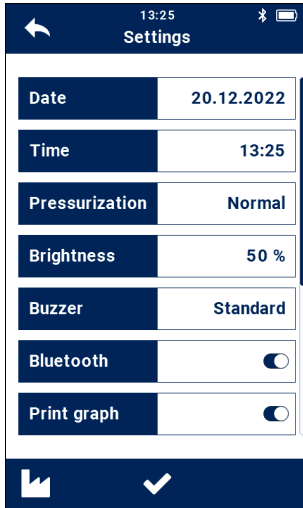 13:25
Settings
Date 20.12.2022
Time 13:25
Pressurization Normal
Brightness 50 %
Buzzer Standard
Bluetooth
Print graph